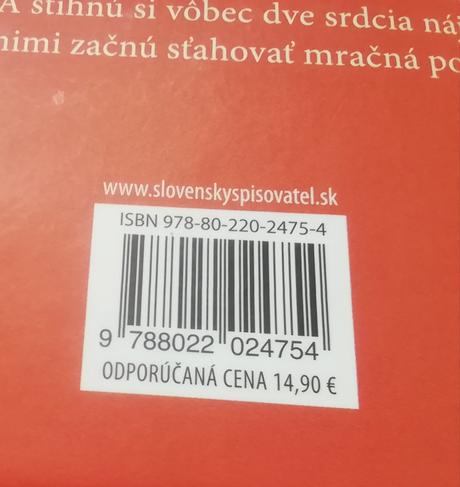 A stihnú si vôbec dve srdcia
nimi začnú sťahovať mračná
www.slovenskyspisovatel.sk
ISBN 978-80-220-2475-4
9 788022 024754
ODPORÚČANÁ CENA 14,90 €